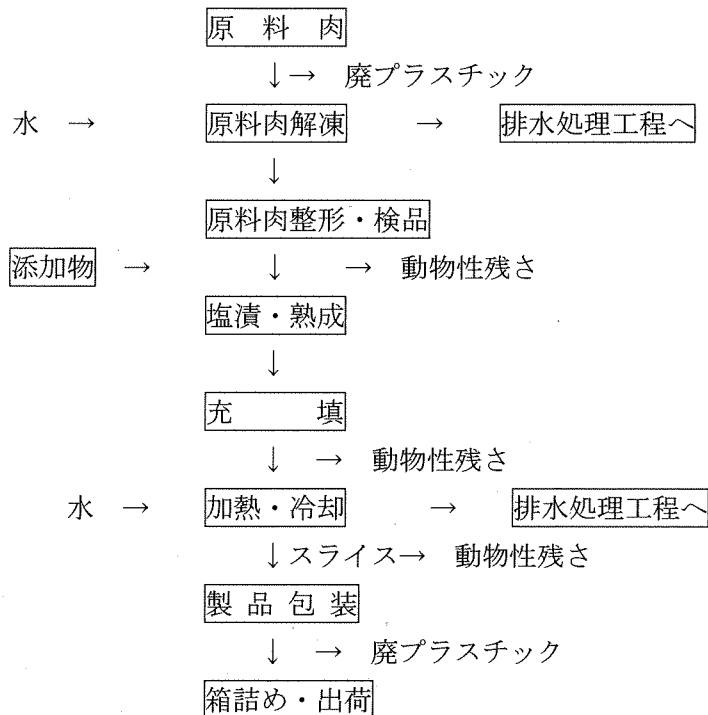 原料肉
↓→ 廃プラスチック
水 → 原料肉解凍 → 排水処理工程へ
↓
原料肉整形・検品
添加物 → ↓ → 動物性残さ
塩漬・熟成
↓
充填
↓ → 動物性残さ
水 → 加熱・冷却 → 排水処理工程へ
↓スライス→ 動物性残さ
製品包装
↓ → 廃プラスチック
箱詰め・出荷